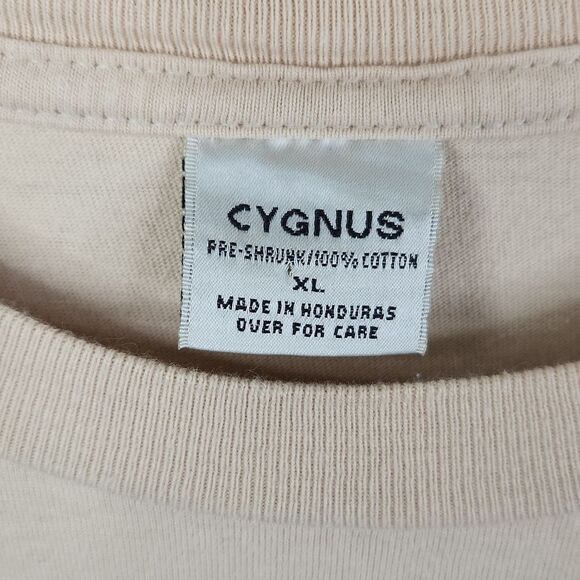 CYGNUS
PRE-SHRUNK/100% COTTON
XL
MADE IN HONDURAS
OVER FOR CARE